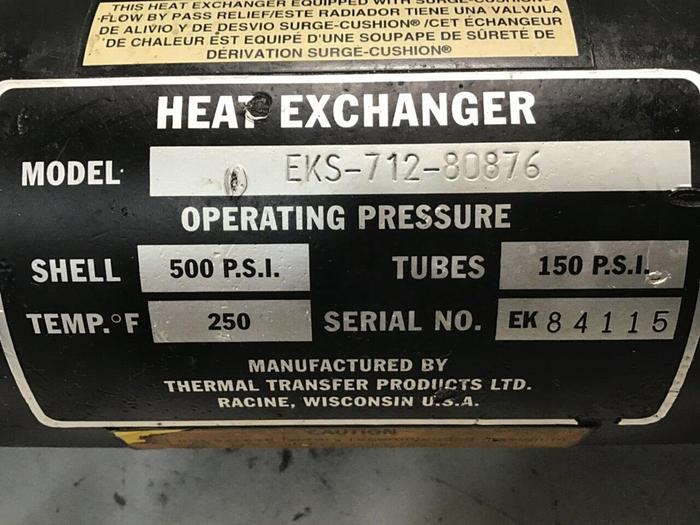 THIS HEAT EXCHANGER EQUIPPED WITH SURGE-CUSHION
FLOW BY PASS RELIEF/ESTE RADIADOR TIENE UNA VALVULA
DE ALIVIO Y DE DESVIO SURGE-CUSHION® /CET ÉCHANGEUR
DE CHALEUR EST EQUIPÉ D'UNE SOUPAPE DE SÛRETÉ DE
DÉRIVATION SURGE-CUSHION®
HEAT EXCHANGER
MODEL EKS-712-80876
OPERATING PRESSURE
SHELL 500 P.S.I. TUBES 150 P.S.I.
TEMP.°F 250 SERIAL NO. EK 84115
MANUFACTURED BY
THERMAL TRANSFER PRODUCTS LTD.
RACINE, WISCONSIN U.S.A.
CAUTION